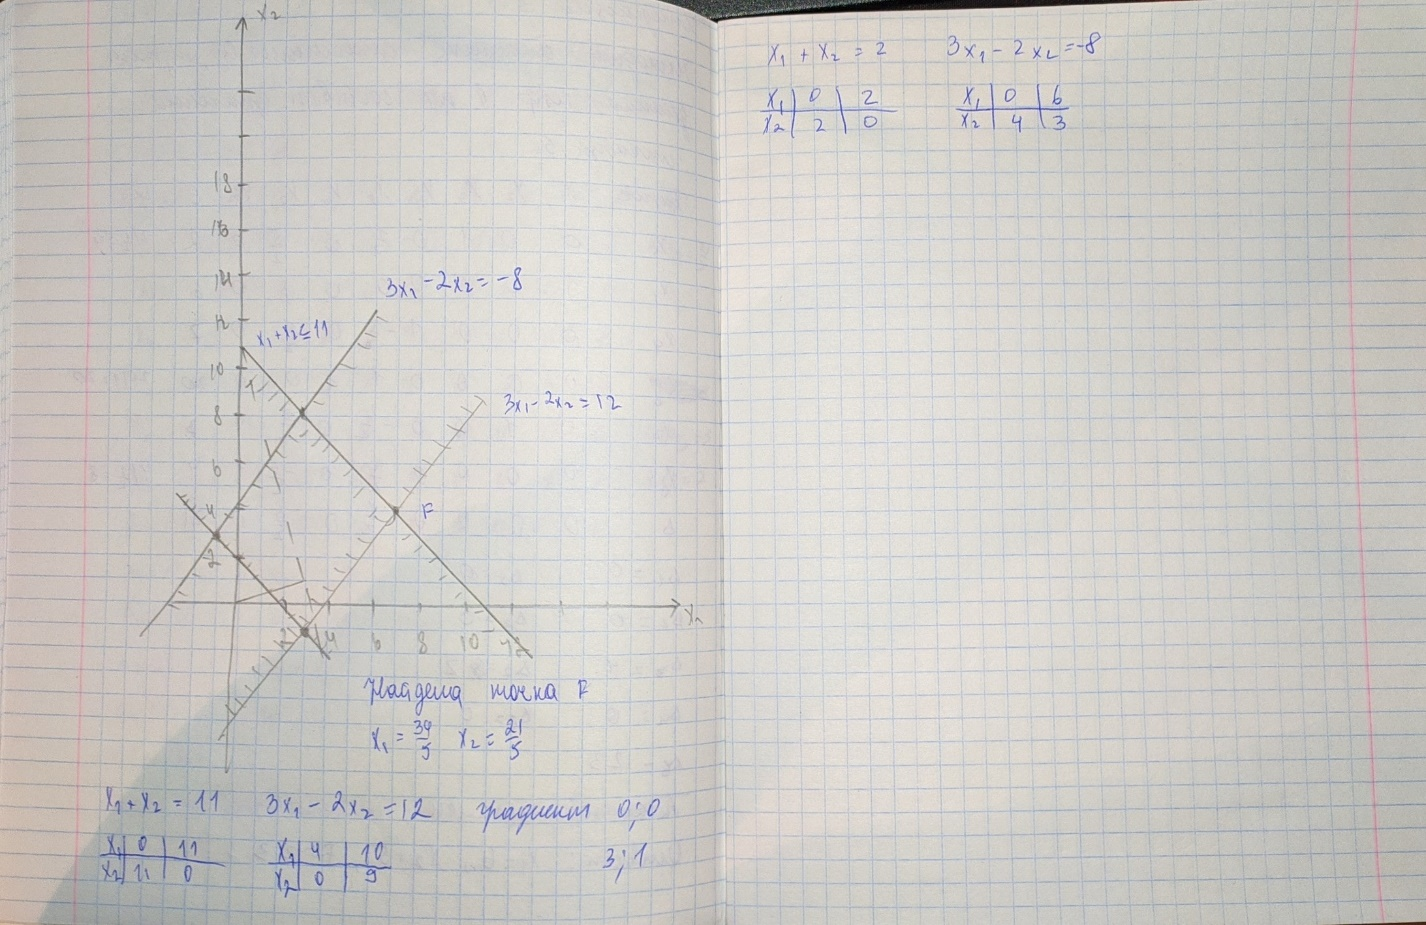 x₂
18
16
14
12
10
8
6
4
2
3x₁ - 2x₂ = -8
x₁ + x₂ ≤ 11
3x₁ - 2x₂ = 12
F
2 4 6 8 10 12 x₁
Найдена точка F
x₁ = 34/5 x₂ = 21/5
x₁ + x₂ = 11 3x₁ - 2x₂ = 12 градиент 0;0
x₁ | 0 | 11 x₁ | 4 | 10 3;1
x₂ | 11 | 0 x₂ | 0 | 9
x₁ + x₂ = 2 3x₁ - 2x₂ = -8
x₁ | 0 | 2 x₁ | 0 | 6
x₂ | 2 | 0 x₂ | 4 | 3